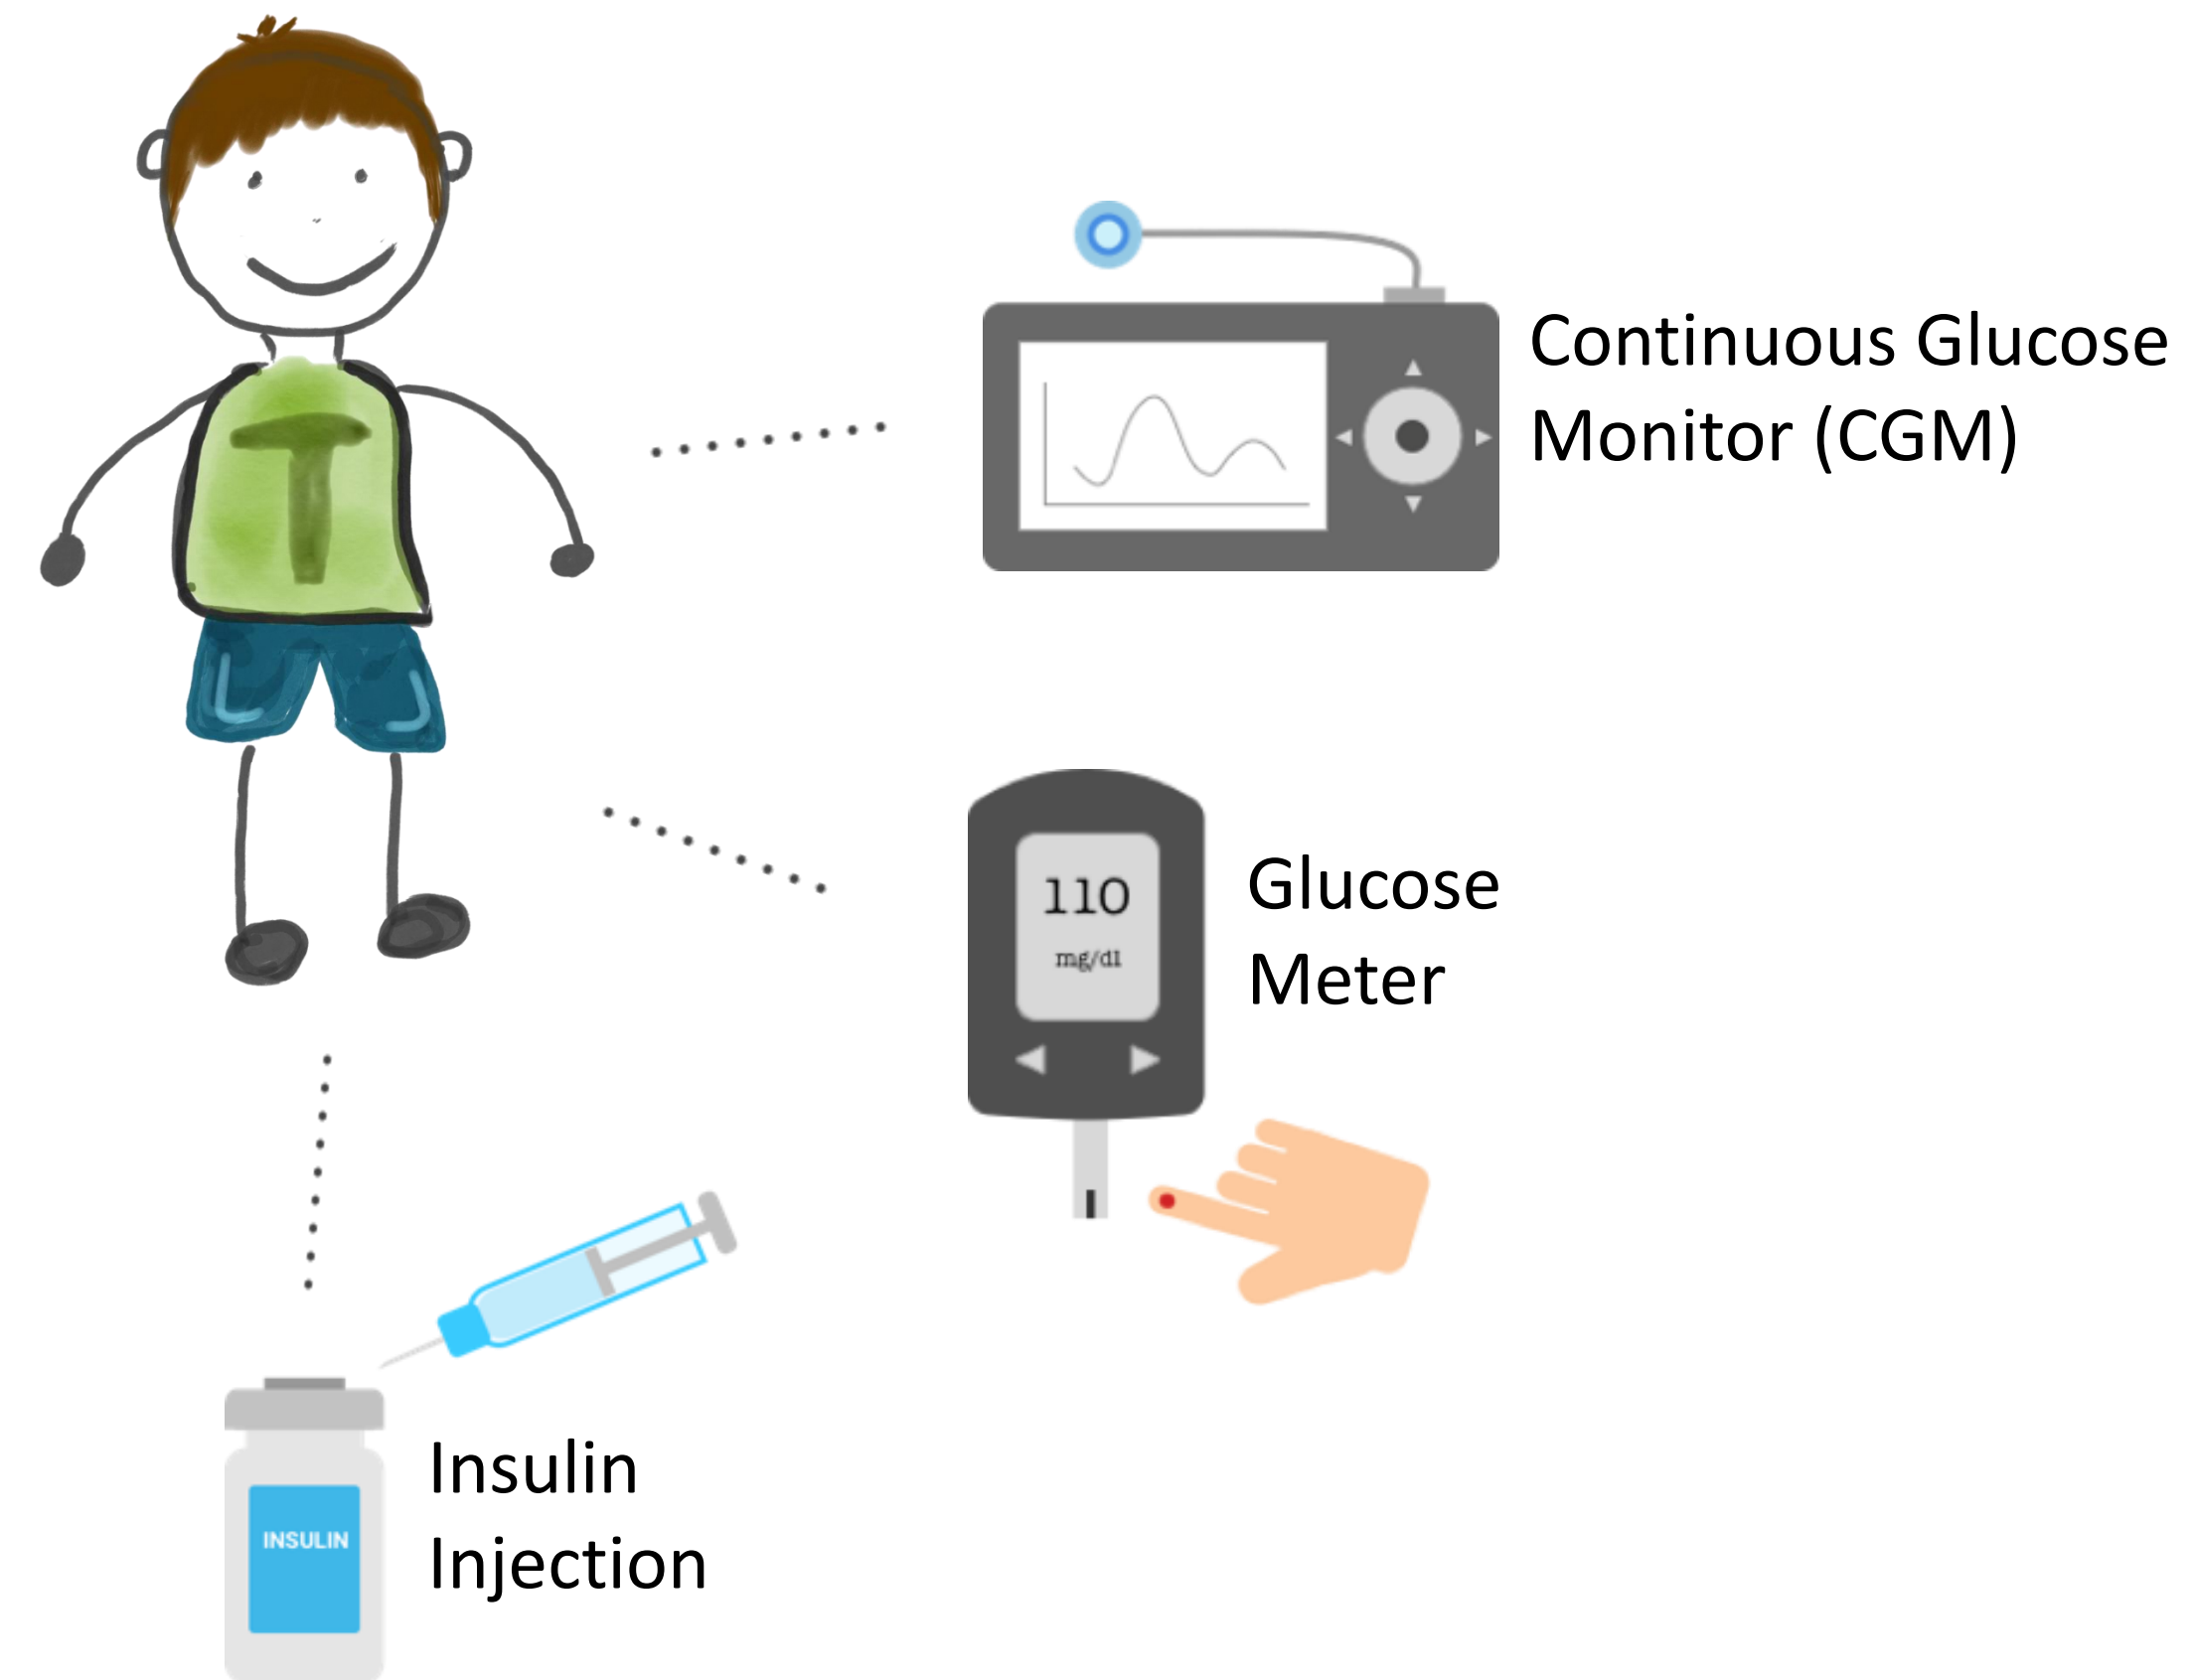 T
Continuous Glucose
Monitor (CGM)
110
mg/dl
Glucose
Meter
INSULIN
Insulin
Injection